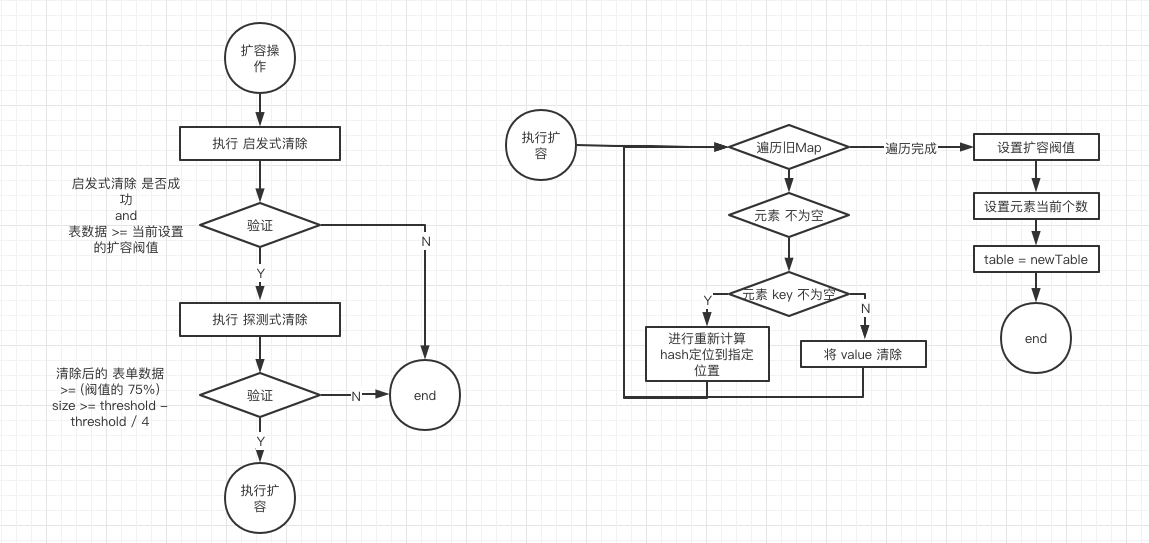 扩容操
作
执行 启发式清除
启发式清除 是否成
功
and
表数据 >= 当前设置
的扩容阀值
验证
N
Y
执行 探测式清除
清除后的 表单数据
>= (阀值的 75%)
size >= threshold –
threshold / 4
验证
N
end
Y
执行扩
容
执行扩
容
遍历旧Map
遍历完成
元素 不为空
元素 key 不为空
Y
N
进行重新计算
hash定位到指定
位置
将 value 清除
设置扩容阀值
设置元素当前个数
table = newTable
end